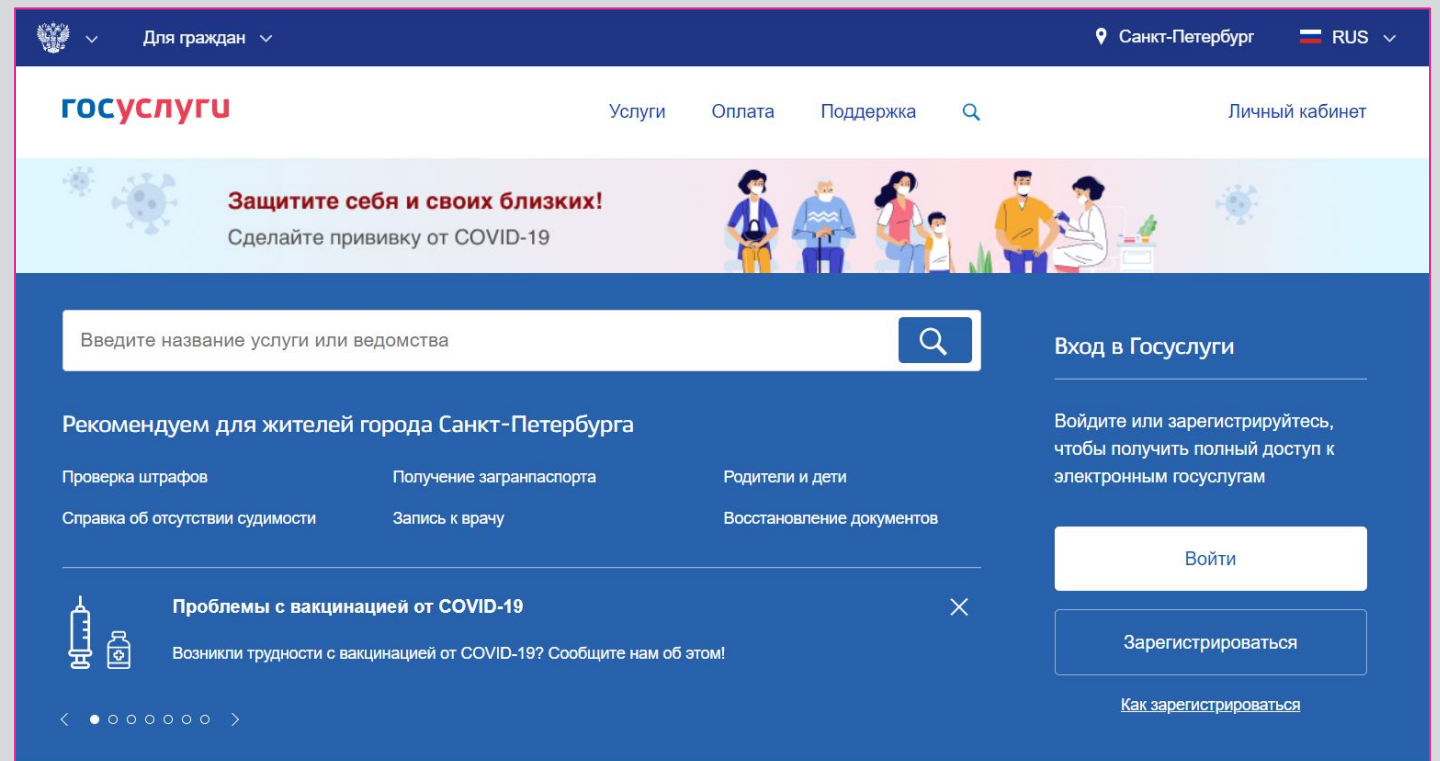 Для граждан
Санкт-Петербург
RUS
госуслуги
Услуги
Оплата
Поддержка
Личный кабинет
Защитите себя и своих близких!
Сделайте прививку от COVID-19
Введите название услуги или ведомства
Рекомендуем для жителей города Санкт-Петербурга
Проверка штрафов
Получение загранпаспорта
Родители и дети
Справка об отсутствии судимости
Запись к врачу
Восстановление документов
Проблемы с вакцинацией от COVID-19
Возникли трудности с вакцинацией от COVID-19? Сообщите нам об этом!
Вход в Госуслуги
Войдите или зарегистрируйтесь,
чтобы получить полный доступ к
электронным госуслугам
Войти
Зарегистрироваться
Как зарегистрироваться